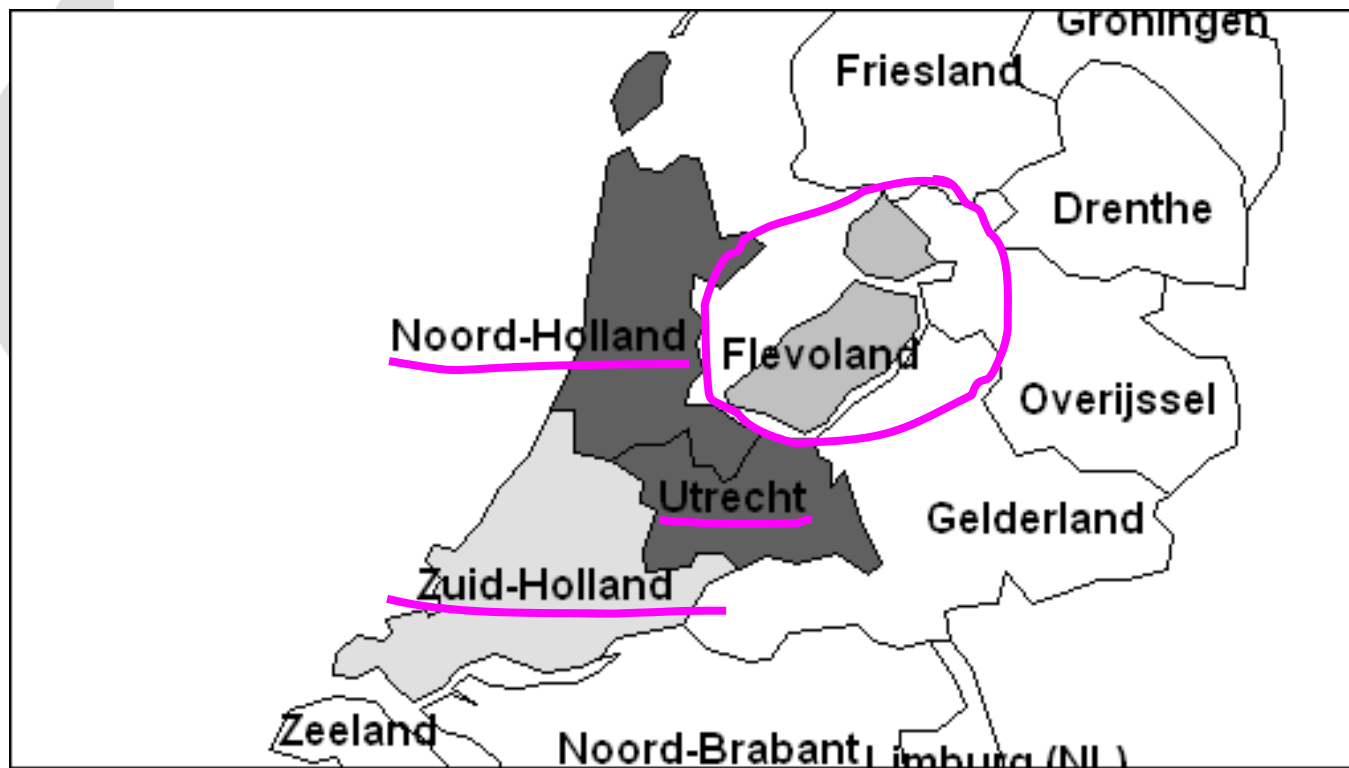 Groningen
Friesland
Drenthe
Noord-Holland
Flevoland
Overijssel
Utrecht
Gelderland
Zuid-Holland
Zeeland
Noord-Brabant
Limburg (NL)